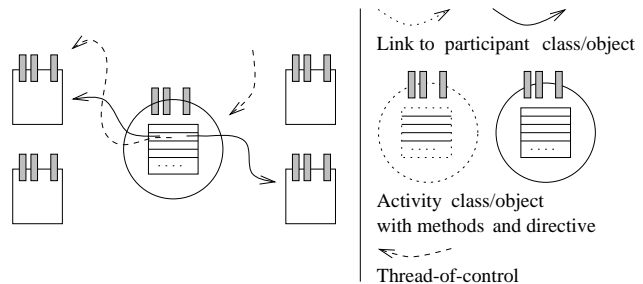 Link to participant class/object
Activity class/object
with methods and directive
Thread-of-control